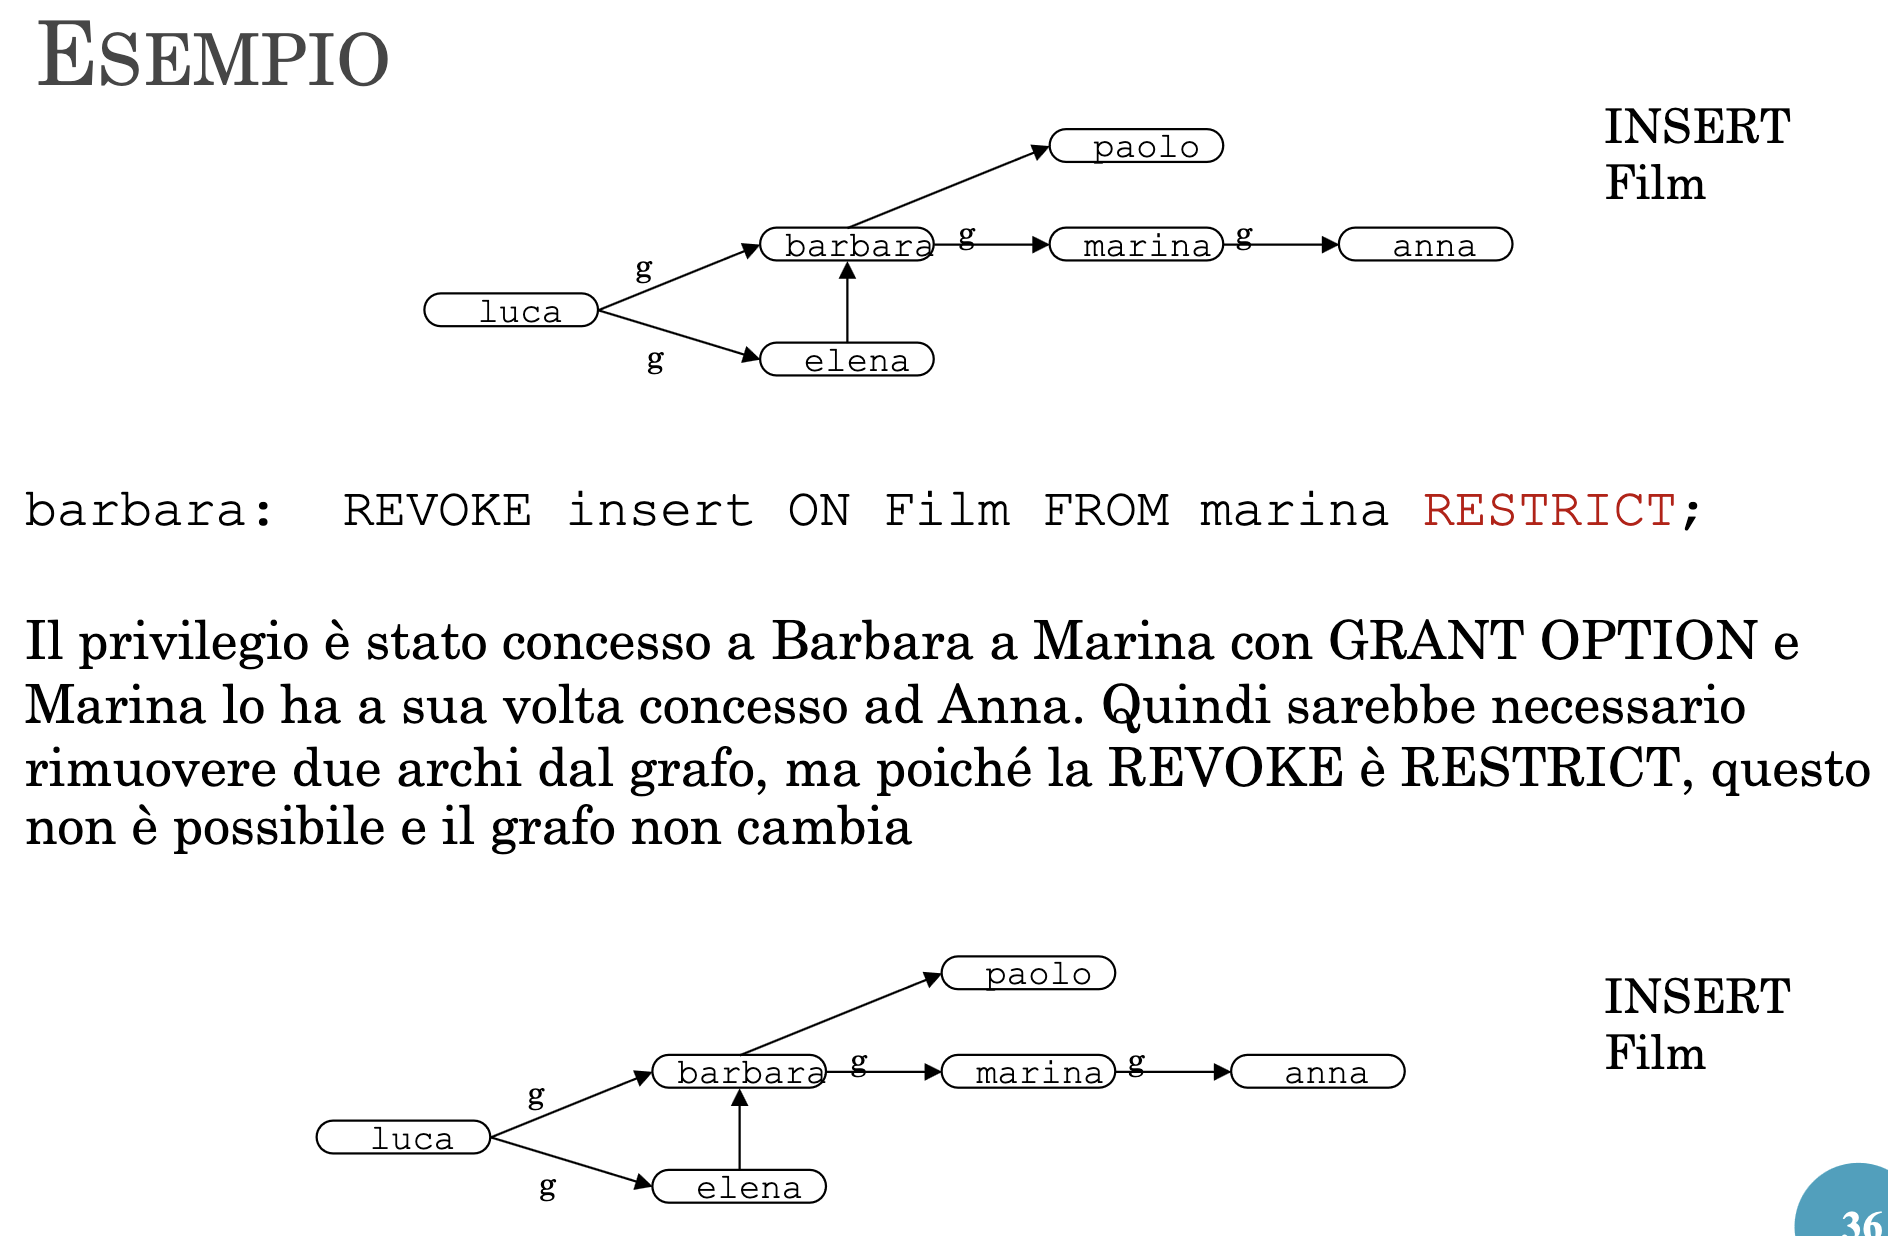 ESEMPIO
INSERT
Film
paolo
barbara
g
marina
g
anna
g
luca
g
elena
barbara: REVOKE insert ON Film FROM marina RESTRICT;
Il privilegio è stato concesso a Barbara a Marina con GRANT OPTION e
Marina lo ha a sua volta concesso ad Anna. Quindi sarebbe necessario
rimuovere due archi dal grafo, ma poiché la REVOKE è RESTRICT, questo
non è possibile e il grafo non cambia
paolo
INSERT
Film
barbara
g
marina
g
anna
g
luca
g
elena
36